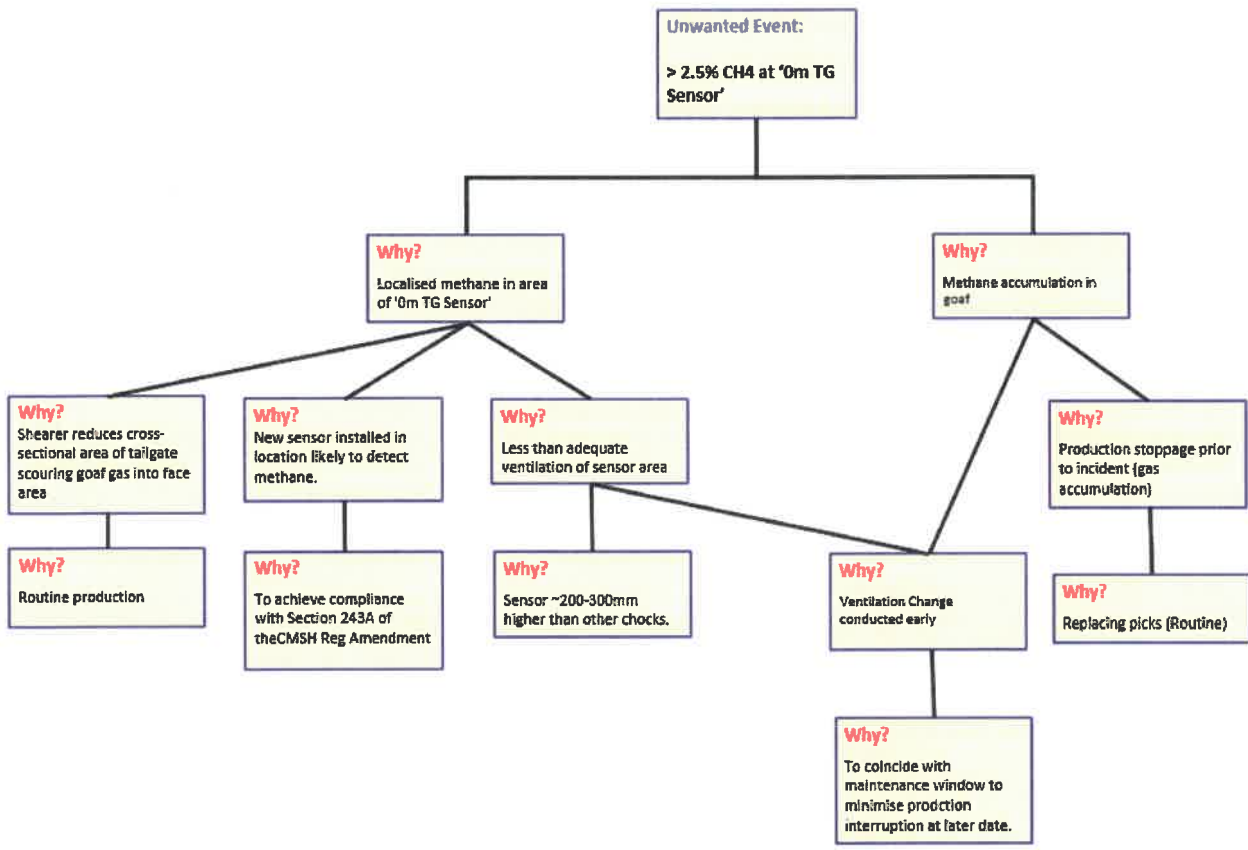 Unwanted Event:
> 2.5% CH4 at '0m TG
Sensor'
Why?
Localised methane in area
of '0m TG Sensor'
Why?
Methane accumulation in
goaf
Why?
Shearer reduces cross-
sectional area of tailgate
scouring goaf gas into face
area
Why?
New sensor installed in
location likely to detect
methane.
Why?
Less than adequate
ventilation of sensor area
Why?
Production stoppage prior
to incident (gas
accumulation)
Why?
Routine production
Why?
To achieve compliance
with Section 243A of
theCMSH Reg Amendment
Why?
Sensor ~200-300mm
higher than other chocks.
Why?
Ventilation Change
conducted early
Why?
Replacing picks (Routine)
Why?
To coincide with
maintenance window to
minimise prodction
interruption at later date.